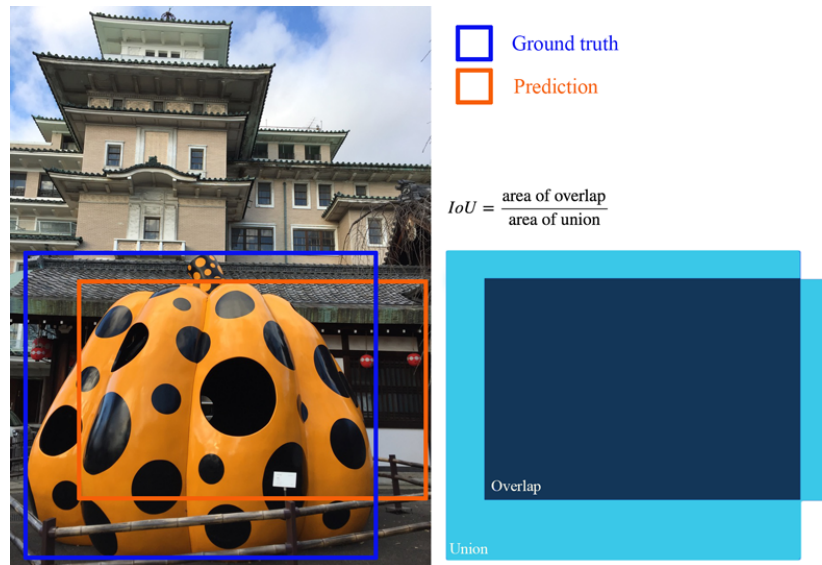 Ground truth
Prediction
IoU = area of overlap / area of union
Overlap
Union